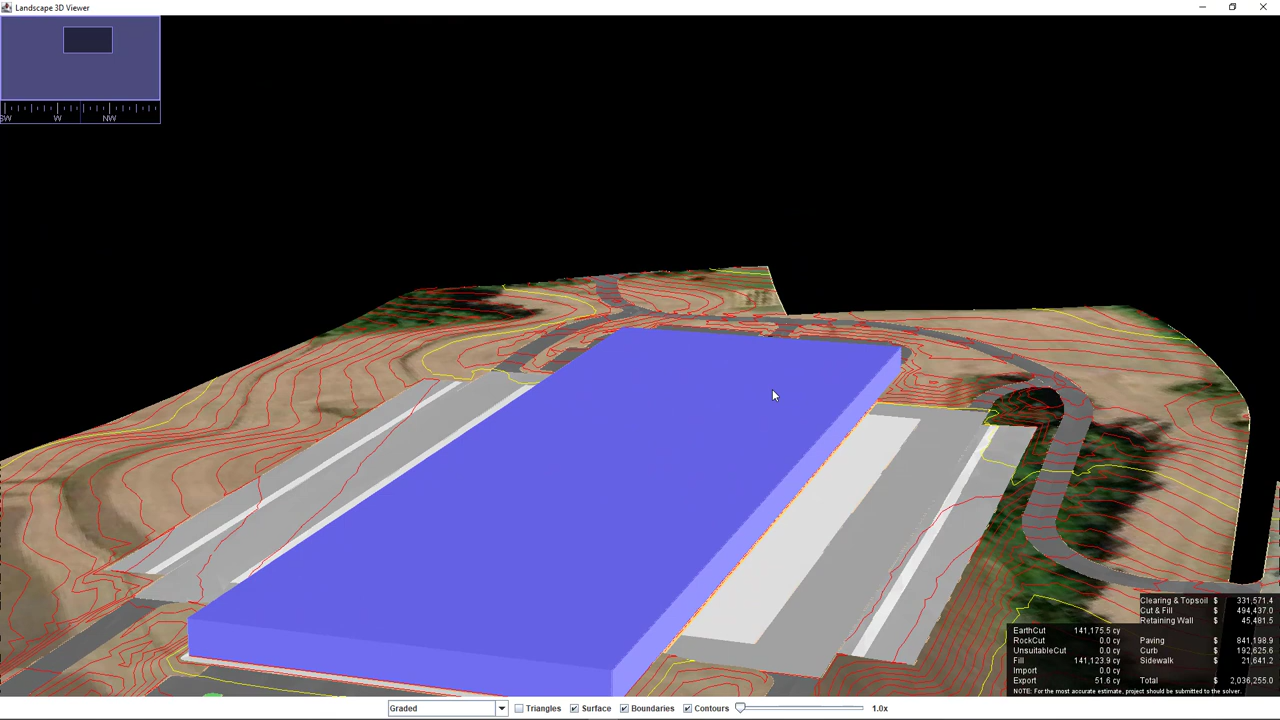 Landscape 3D Viewer
SW W NW
Clearing & Topsoil $ 331,571.4
Cut & Fill $ 494,437.0
Retaining Wall $ 45,481.5
Paving $ 841,198.9
Curb $ 192,625.6
Sidewalk $ 21,641.2
Total $ 2,036,255.0
EarthCut 141,175.5 cy
RockCut 0.0 cy
UnsuitableCut 0.0 cy
Fill 141,123.9 cy
Import 0.0 cy
Export 51.6 cy
NOTE: For the most accurate estimate, project should be submitted to the solver.
Graded Triangles Surface Boundaries Contours 1.0x